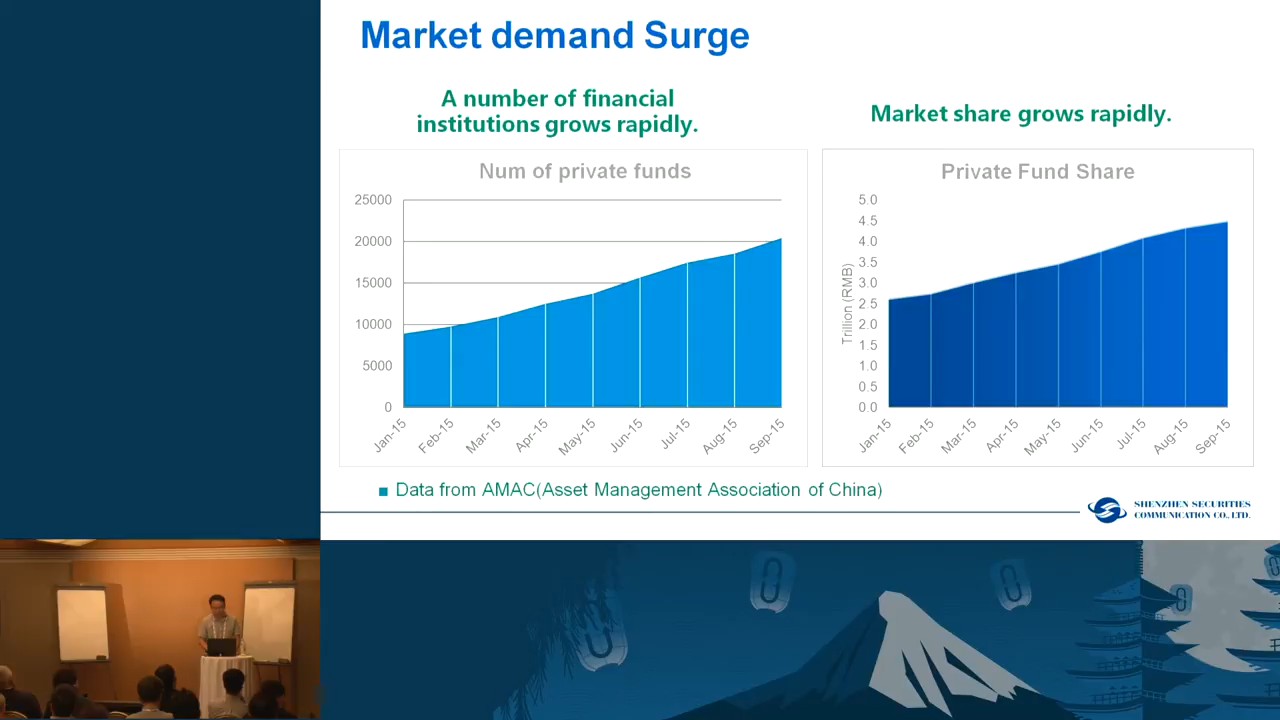 Market demand Surge
A number of financial
institutions grows rapidly.
Market share grows rapidly.
Num of private funds
25000
20000
15000
10000
5000
0
Jan-15
Feb-15
Mar-15
Apr-15
May-15
Jun-15
Jul-15
Aug-15
Sep-15
Private Fund Share
Trillion (RMB)
5.0
4.5
4.0
3.5
3.0
2.5
2.0
1.5
1.0
0.5
0.0
Jan-15
Feb-15
Mar-15
Apr-15
May-15
Jun-15
Jul-15
Aug-15
Sep-15
Data from AMAC(Asset Management Association of China)
SHENZHEN SECURITIES
COMMUNICATION CO., LTD.